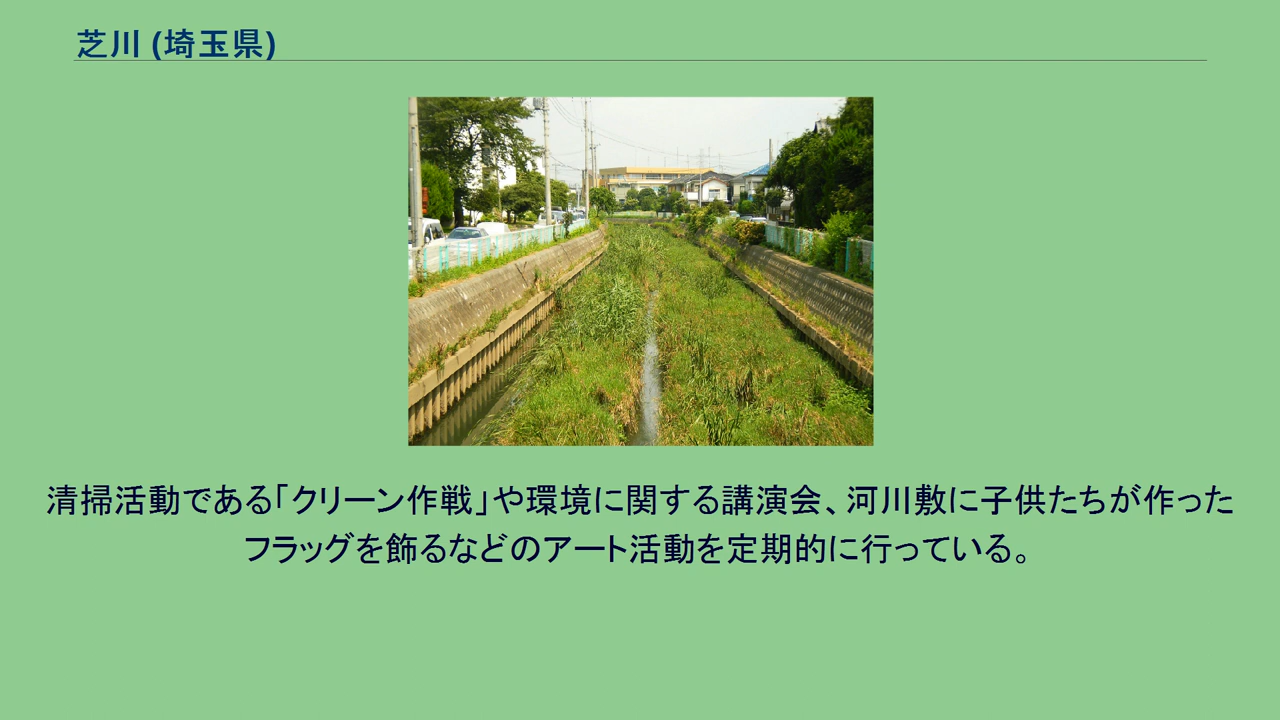 芝川 (埼玉県)
清掃活動である「クリーン作戦」や環境に関する講演会、河川敷に子供たちが作った
フラッグを飾るなどのアート活動を定期的に行っている。